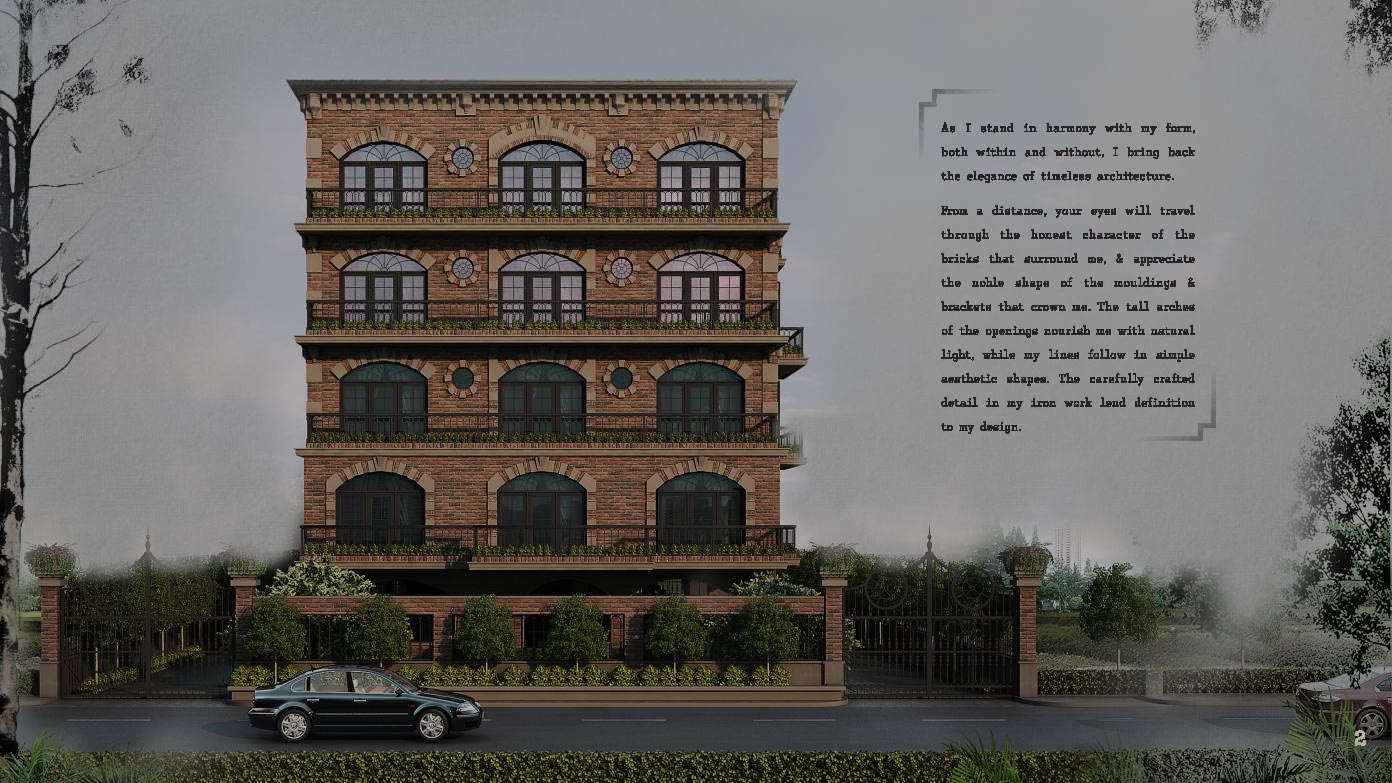 As I stand in harmony with my form,
both within and without, I bring back
the elegance of timeless architecture.
From a distance, your eyes will travel
through the honest character of the
bricks that surround me, & appreciate
the noble shape of the mouldings &
brackets that crown me. The tall arches
of the openings nourish me with natural
light, while my lines follow in simple
aesthetic shapes. The carefully crafted
detail in my iron work lend definition
to my design.
2